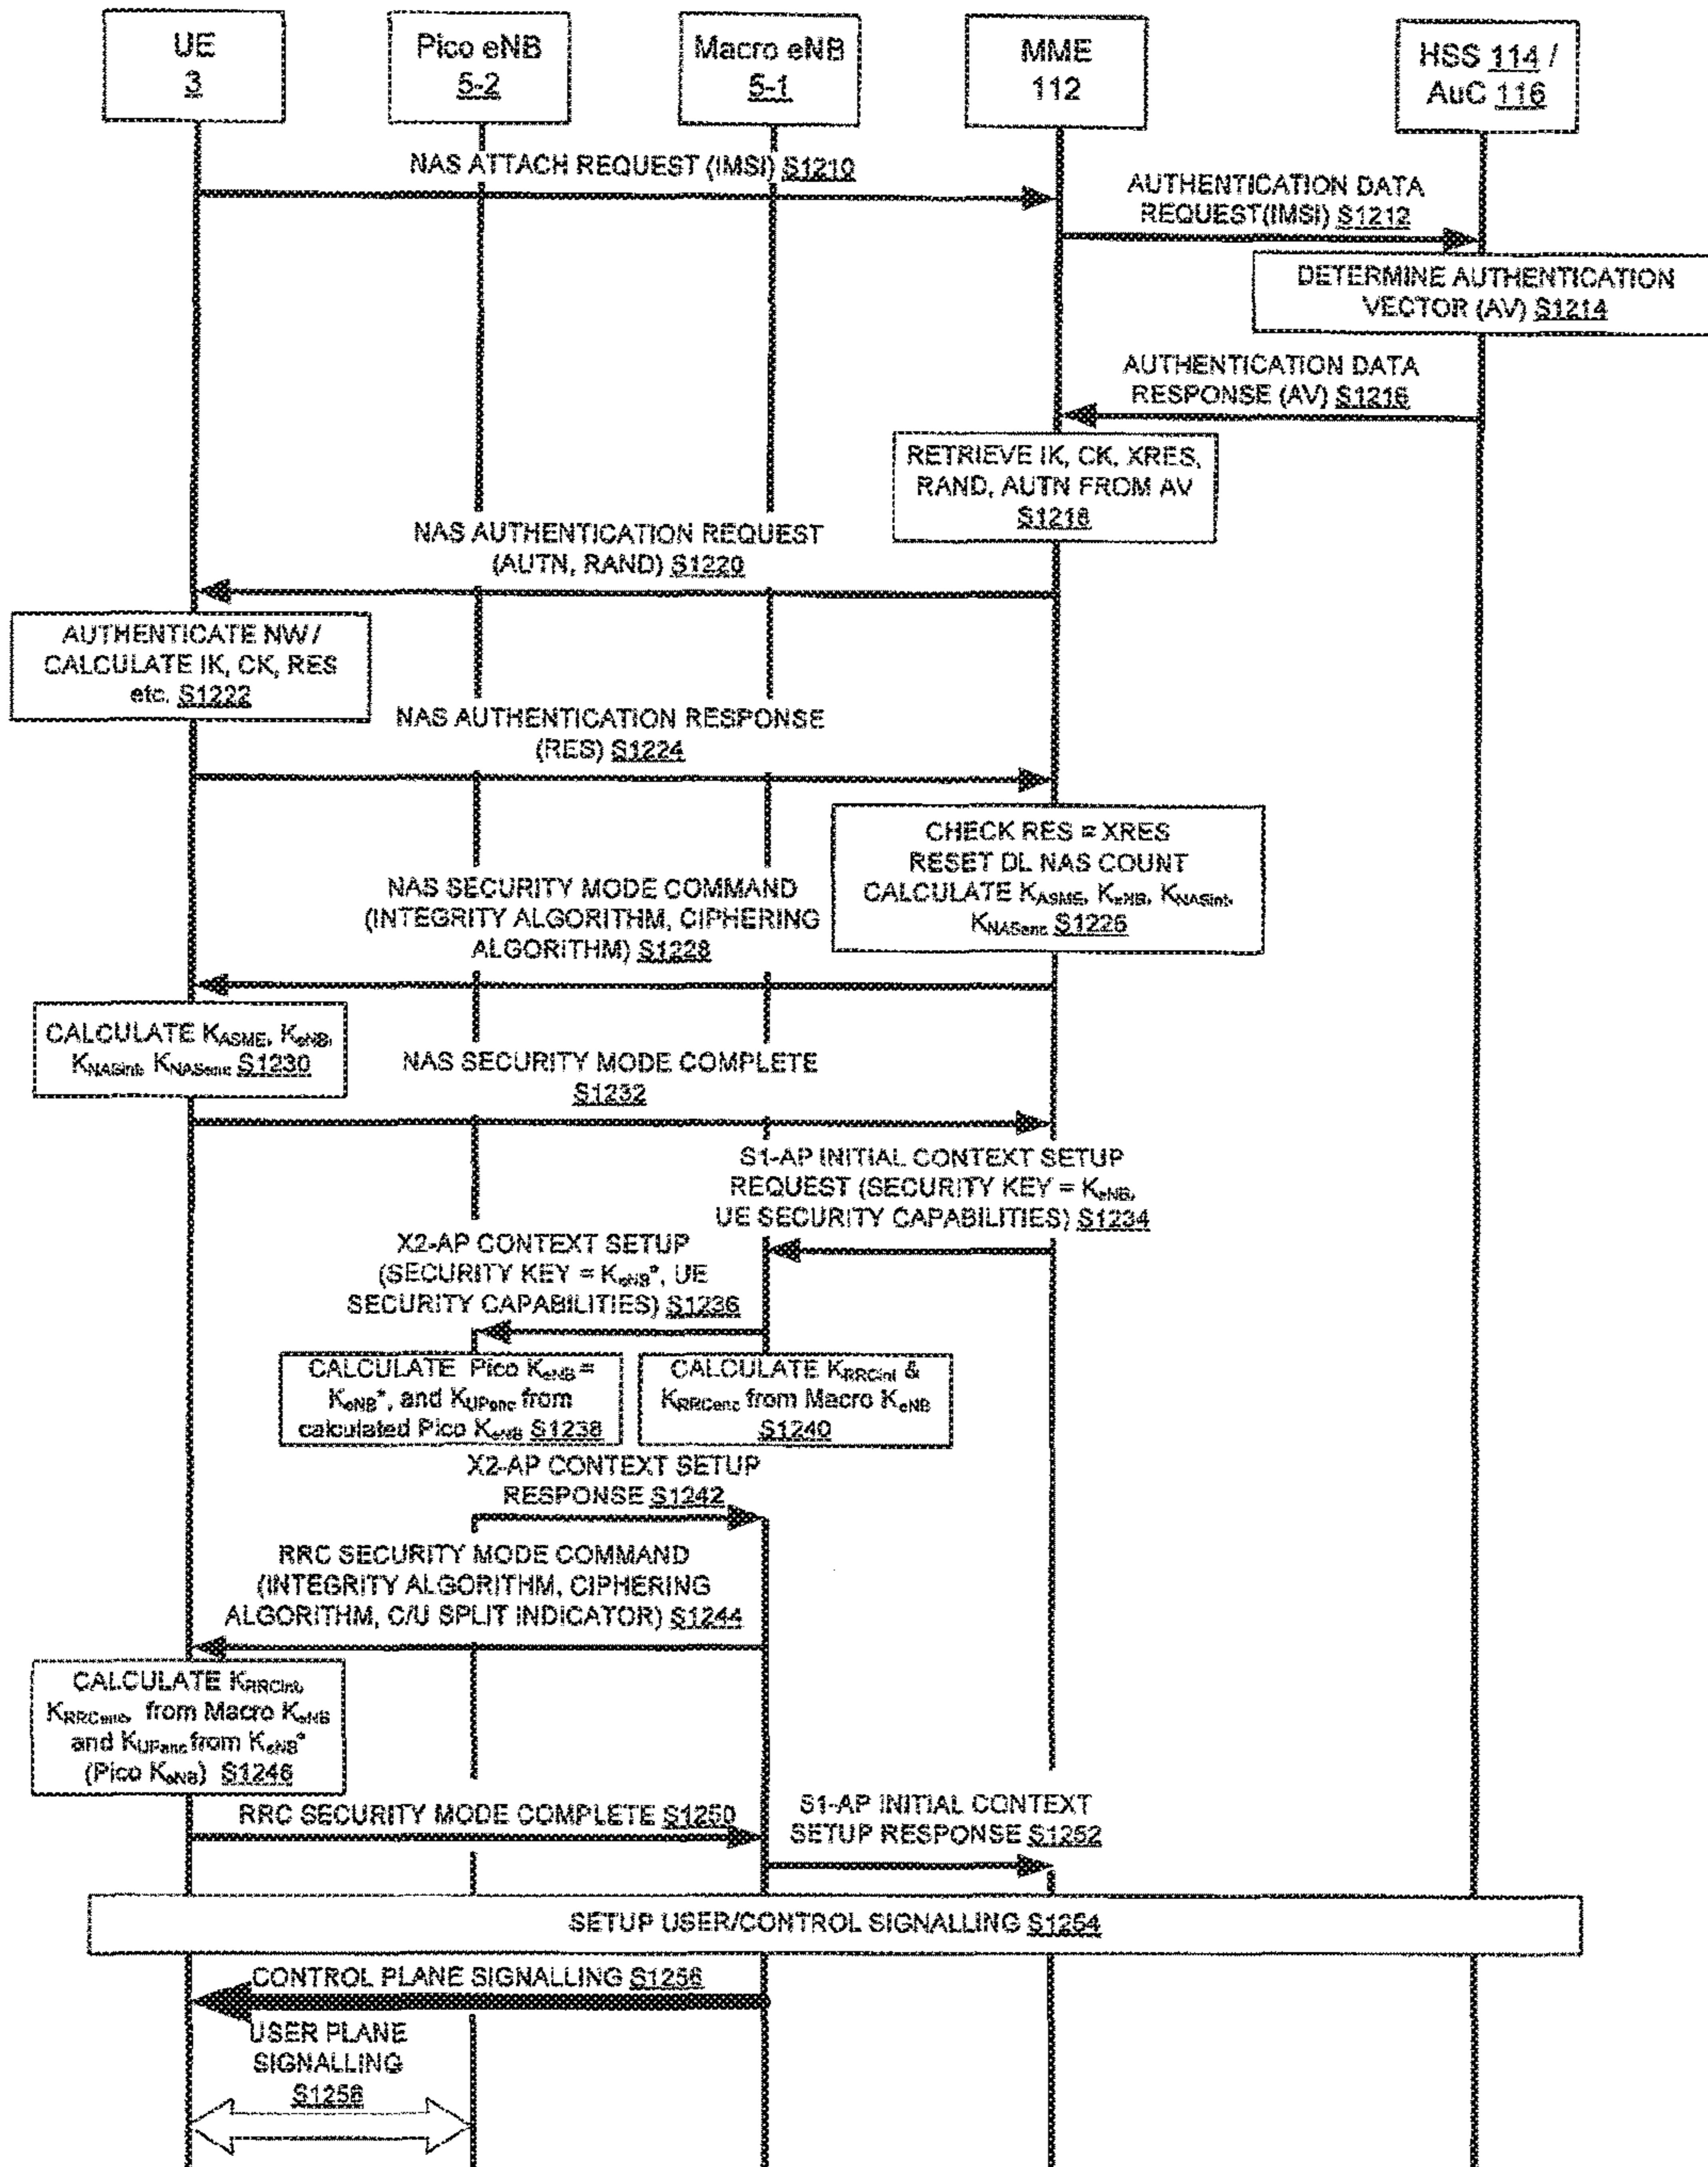 UE
3
Pico eNB
5-2
Macro eNB
5-1
MME
112
HSS 114 /
AuC 116
NAS ATTACH REQUEST (IMSI) S1210
AUTHENTICATION DATA
REQUEST(IMSI) S1212
DETERMINE AUTHENTICATION
VECTOR (AV) S1214
AUTHENTICATION DATA
RESPONSE (AV) S1216
RETRIEVE IK, CK, XRES,
RAND, AUTN FROM AV
S1218
NAS AUTHENTICATION REQUEST
(AUTN, RAND) S1220
AUTHENTICATE NW /
CALCULATE IK, CK, RES
etc. S1222
NAS AUTHENTICATION RESPONSE
(RES) S1224
CHECK RES = XRES
RESET DL NAS COUNT
CALCULATE KASME, KeNB, KNASint,
KNASenc S1226
NAS SECURITY MODE COMMAND
(INTEGRITY ALGORITHM, CIPHERING
ALGORITHM) S1228
CALCULATE KASME, KeNB,
KNASint, KNASenc S1230
NAS SECURITY MODE COMPLETE
S1232
S1-AP INITIAL CONTEXT SETUP
REQUEST (SECURITY KEY = KeNB,
UE SECURITY CAPABILITIES) S1234
X2-AP CONTEXT SETUP
(SECURITY KEY = KeNB*, UE
SECURITY CAPABILITIES) S1236
CALCULATE Pico KeNB =
KeNB*, and KUPenc from
calculated Pico KeNB S1238
CALCULATE KRRCint &
KRRCenc from Macro KeNB
S1240
X2-AP CONTEXT SETUP
RESPONSE S1242
RRC SECURITY MODE COMMAND
(INTEGRITY ALGORITHM, CIPHERING
ALGORITHM, C/U SPLIT INDICATOR) S1244
CALCULATE KRRCint,
KRRCenc, from Macro KeNB
and KUPenc from KeNB*
(Pico KeNB) S1246
RRC SECURITY MODE COMPLETE S1250
S1-AP INITIAL CONTEXT
SETUP RESPONSE S1252
SETUP USER/CONTROL SIGNALLING S1254
CONTROL PLANE SIGNALLING S1256
USER PLANE
SIGNALLING
S1258